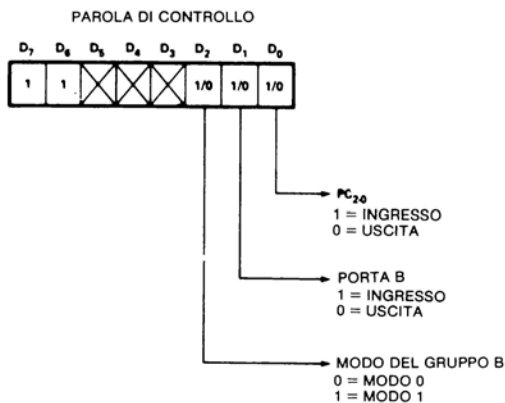 PAROLA DI CONTROLLO
D7 D6 D5 D4 D3 D2 D1 D0
1 1 1/0 1/0 1/0
PC2-0
1 = INGRESSO
0 = USCITA
PORTA B
1 = INGRESSO
0 = USCITA
MODO DEL GRUPPO B
0 = MODO 0
1 = MODO 1